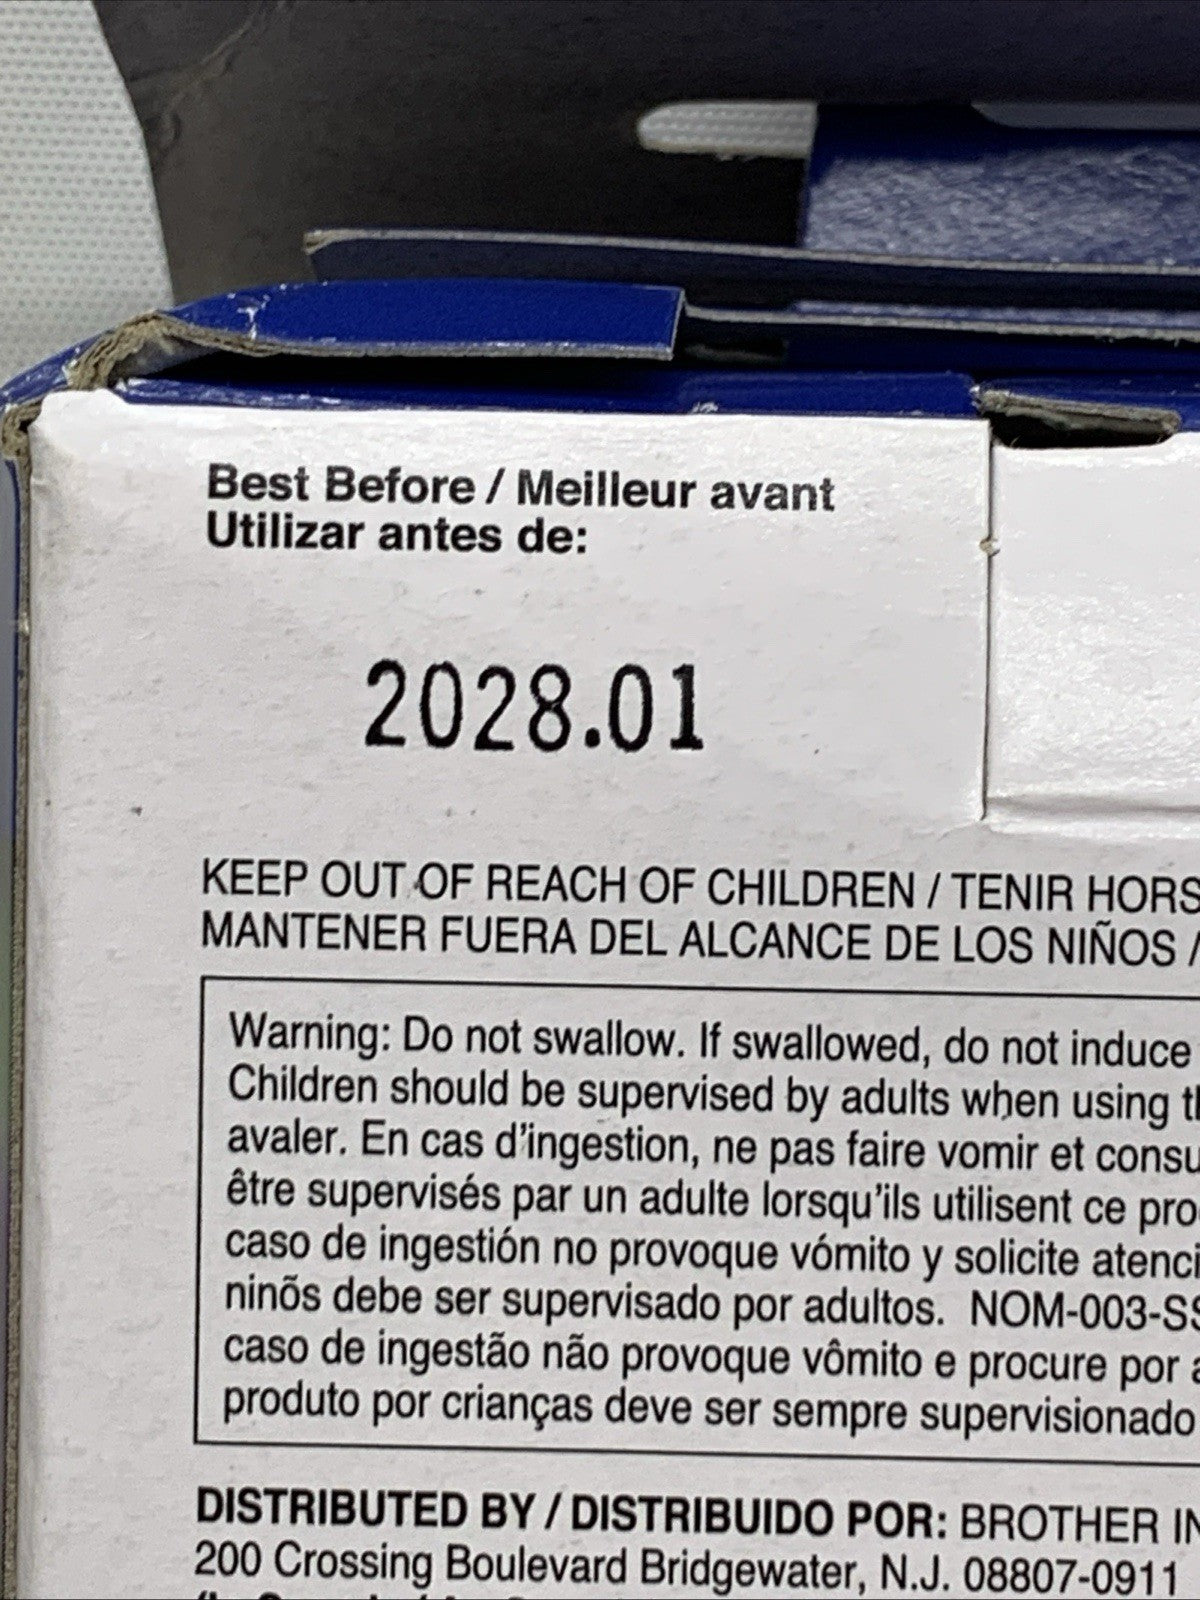 Best Before / Meilleur avant
Utilizar antes de:
2028.01
KEEP OUT OF REACH OF CHILDREN / TENIR HORS
MANTENER FUERA DEL ALCANCE DE LOS NIÑOS /
Warning: Do not swallow. If swallowed, do not induce
Children should be supervised by adults when using
avaler. En cas d'ingestion, ne pas faire vomir et
être supervisés par un adulte lorsqu'ils utilisent ce
caso de ingestión no provoque vómito y solicite
ninõs debe ser supervisado por adultos. NOM-003-
caso de ingestão não provoque vômito e procure por
produto por crianças deve ser sempre supervisionado
DISTRIBUTED BY / DISTRIBUIDO POR: BROTHER
200 Crossing Boulevard Bridgewater, N.J. 08807-0911